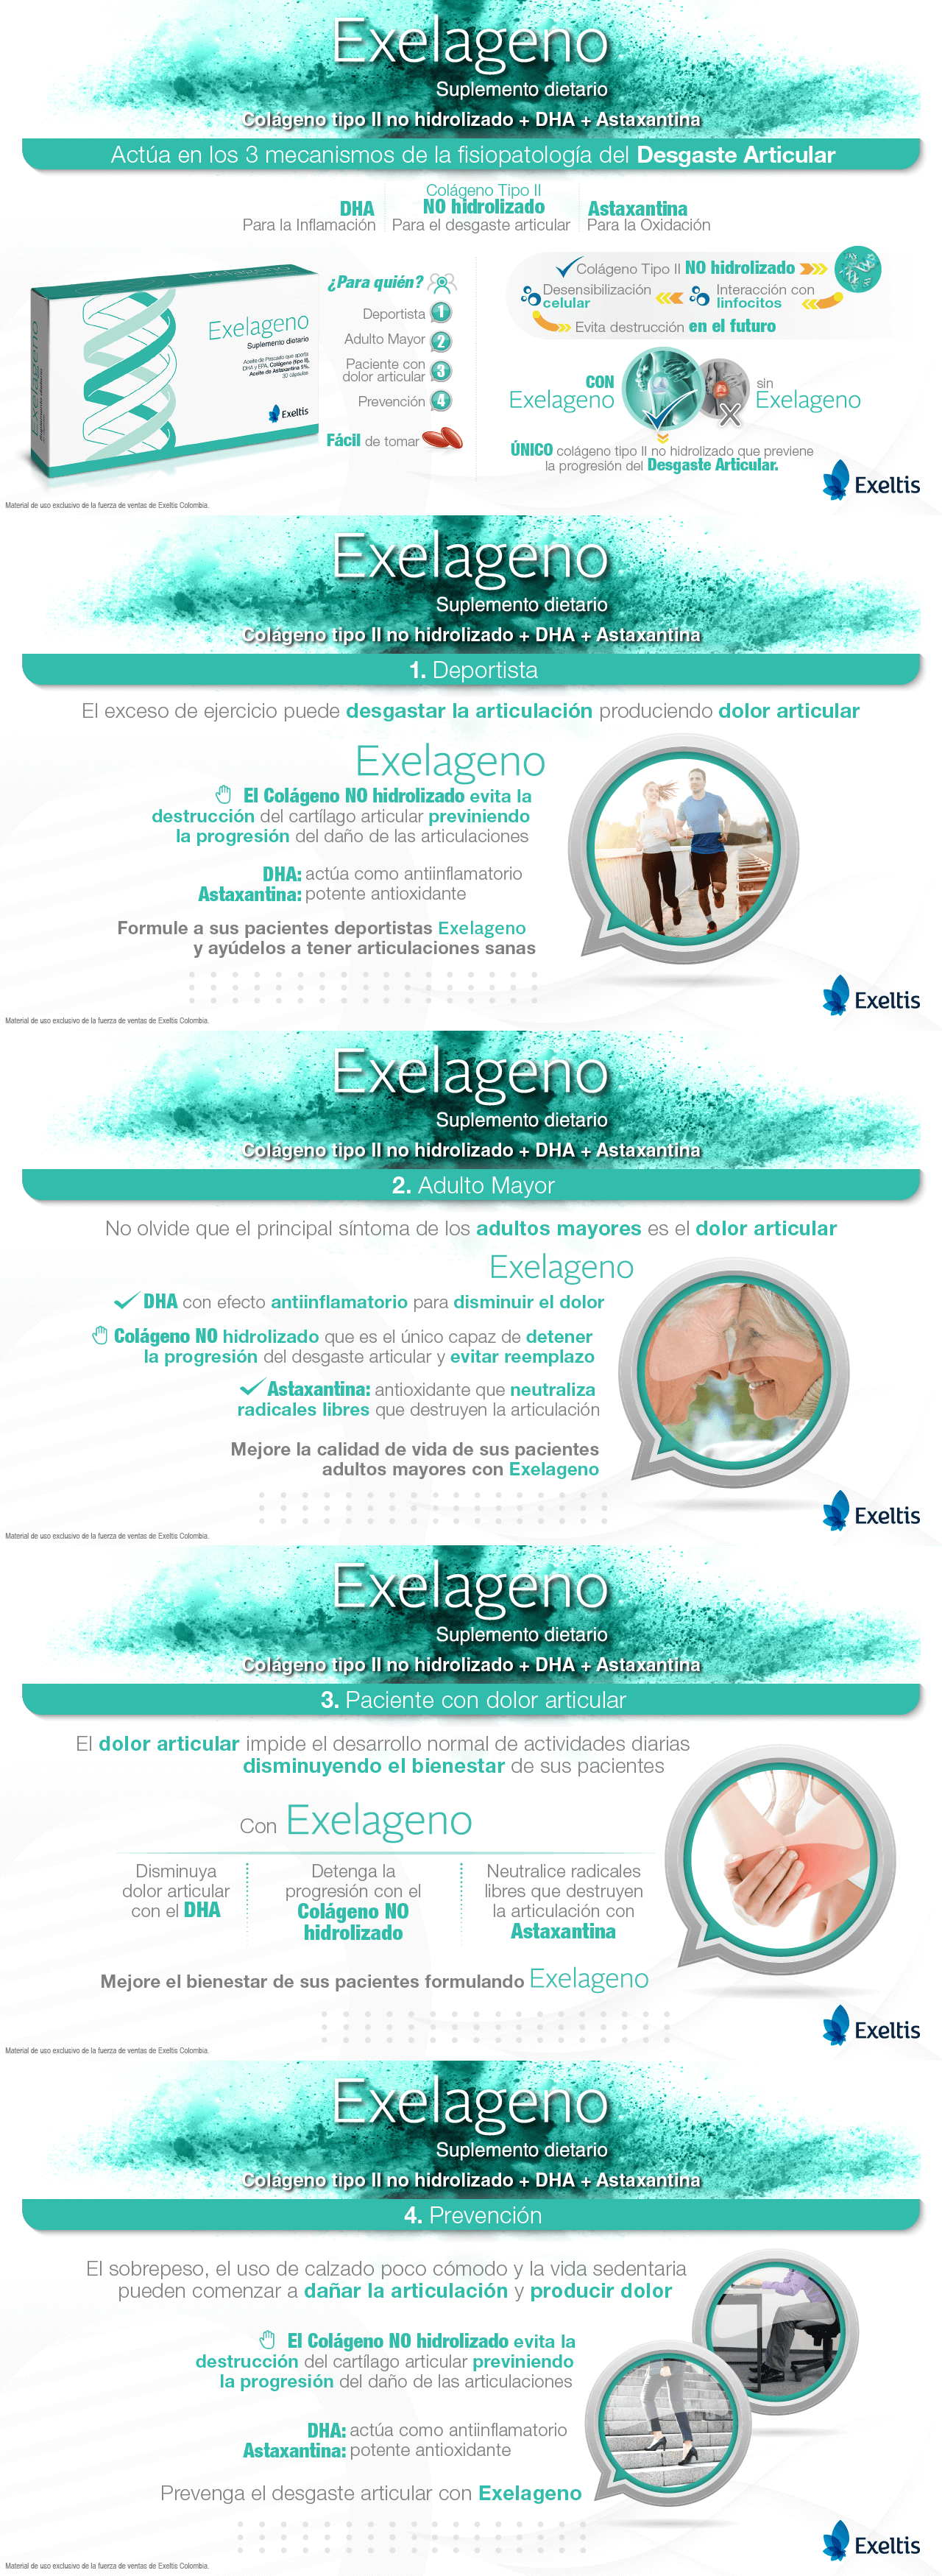 Exelageno
Suplemento dietario
Colágeno tipo II no hidrolizado + DHA + Astaxantina
Actúa en los 3 mecanismos de la fisiopatología del Desgaste Articular
DHA
Para la Inflamación
Colágeno Tipo II
NO hidrolizado
Para el desgaste articular
Astaxantina
Para la Oxidación
Exelageno
Exelageno
Exelageno
Suplemento dietario
Aceite de Pescado que aporta
DHA y EPA, Colágeno (tipo II),
Aceite de Astaxantina 5%.
30 cápsulas
Exeltis
¿Para quién?
Deportista 1
Adulto Mayor 2
Paciente con
dolor articular 3
Prevención 4
Fácil de tomar
Colágeno Tipo II NO hidrolizado
Desensibilización
celular
Interacción con
linfocitos
Evita destrucción en el futuro
CON
Exelageno
sin
Exelageno
ÚNICO colágeno tipo II no hidrolizado que previene
la progresión del Desgaste Articular.
Exeltis
Material de uso exclusivo de la fuerza de ventas de Exeltis Colombia.
Exelageno
Suplemento dietario
Colágeno tipo II no hidrolizado + DHA + Astaxantina
1. Deportista
El exceso de ejercicio puede desgastar la articulación produciendo dolor articular
Exelageno
El Colágeno NO hidrolizado evita la
destrucción del cartílago articular previniendo
la progresión del daño de las articulaciones
DHA: actúa como antiinflamatorio
Astaxantina: potente antioxidante
Formule a sus pacientes deportistas Exelageno
y ayúdelos a tener articulaciones sanas
Exeltis
Material de uso exclusivo de la fuerza de ventas de Exeltis Colombia.
Exelageno
Suplemento dietario
Colágeno tipo II no hidrolizado + DHA + Astaxantina
2. Adulto Mayor
No olvide que el principal síntoma de los adultos mayores es el dolor articular
Exelageno
DHA con efecto antiinflamatorio para disminuir el dolor
Colágeno NO hidrolizado que es el único capaz de detener
la progresión del desgaste articular y evitar reemplazo
Astaxantina: antioxidante que neutraliza
radicales libres que destruyen la articulación
Mejore la calidad de vida de sus pacientes
adultos mayores con Exelageno
Exeltis
Material de uso exclusivo de la fuerza de ventas de Exeltis Colombia.
Exelageno
Suplemento dietario
Colágeno tipo II no hidrolizado + DHA + Astaxantina
3. Paciente con dolor articular
El dolor articular impide el desarrollo normal de actividades diarias
disminuyendo el bienestar de sus pacientes
Con Exelageno
Disminuya
dolor articular
con el DHA
Detenga la
progresión con el
Colágeno NO
hidrolizado
Neutralice radicales
libres que destruyen
la articulación con
Astaxantina
Mejore el bienestar de sus pacientes formulando Exelageno
Exeltis
Material de uso exclusivo de la fuerza de ventas de Exeltis Colombia.
Exelageno
Suplemento dietario
Colágeno tipo II no hidrolizado + DHA + Astaxantina
4. Prevención
El sobrepeso, el uso de calzado poco cómodo y la vida sedentaria
pueden comenzar a dañar la articulación y producir dolor
El Colágeno NO hidrolizado evita la
destrucción del cartílago articular previniendo
la progresión del daño de las articulaciones
DHA: actúa como antiinflamatorio
Astaxantina: potente antioxidante
Prevenga el desgaste articular con Exelageno
Exeltis
Material de uso exclusivo de la fuerza de ventas de Exeltis Colombia.